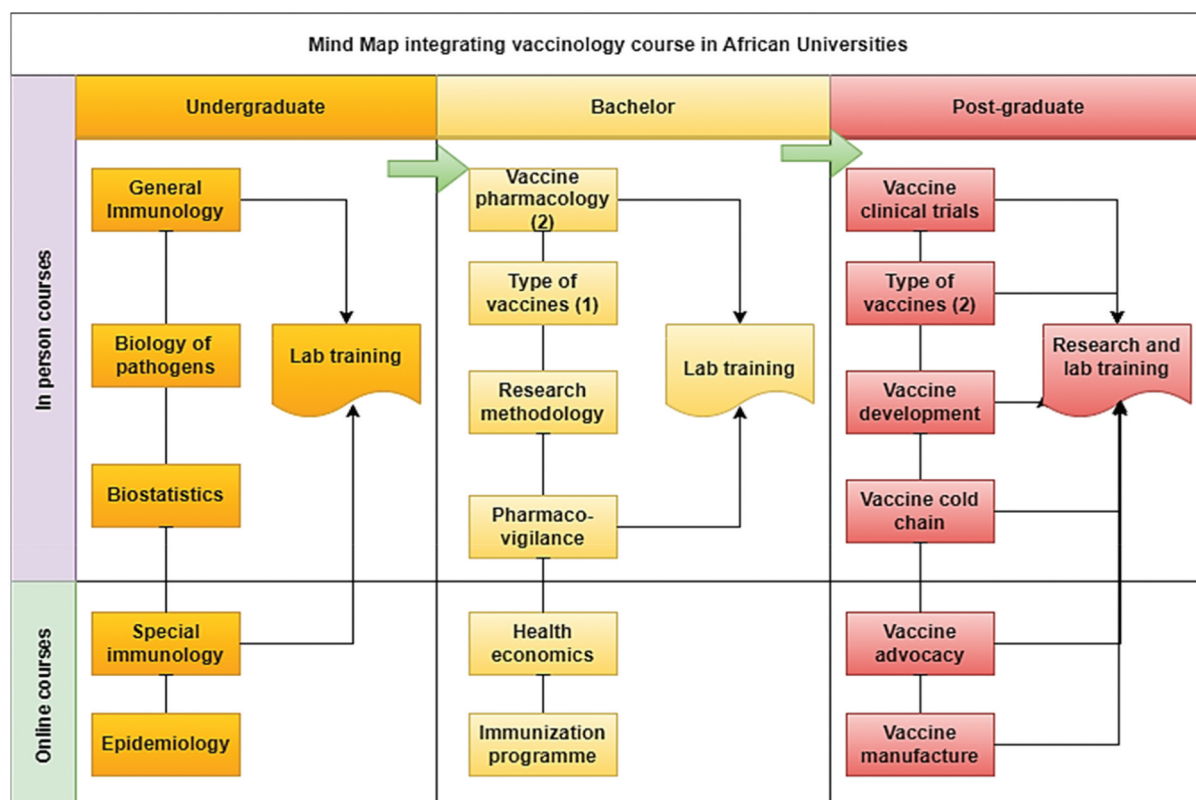 Mind Map integrating vaccinology course in African Universities
Undergraduate
Bachelor
Post-graduate
In person courses
General
Immunology
Biology of
pathogens
Biostatistics
Lab training
Vaccine
pharmacology
(2)
Type of
vaccines (1)
Research
methodology
Pharmaco-
vigilance
Lab training
Vaccine
clinical trials
Type of
vaccines (2)
Vaccine
development
Vaccine cold
chain
Research and
lab training
Online courses
Special
immunology
Epidemiology
Health
economics
Immunization
programme
Vaccine
advocacy
Vaccine
manufacture